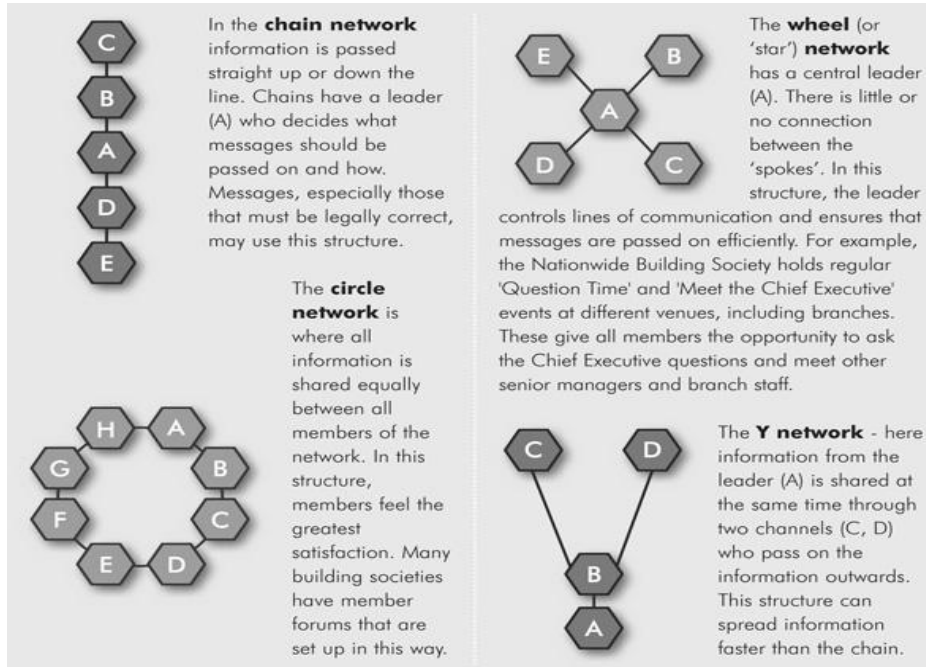 C
B
A
D
E
In the chain network
information is passed
straight up or down the
line. Chains have a leader
(A) who decides what
messages should be
passed on and how.
Messages, especially those
that must be legally correct,
may use this structure.
H
A
G
B
F
C
E
D
The circle
network is
where all
information is
shared equally
between all
members of the
network. In this
structure,
members feel the
greatest
satisfaction. Many
building societies
have member
forums that are
set up in this way.
E
B
A
D
C
The wheel (or
‘star’) network
has a central leader
(A). There is little or
no connection
between the
‘spokes’. In this
structure, the leader
controls lines of communication and ensures that
messages are passed on efficiently. For example,
the Nationwide Building Society holds regular
'Question Time' and 'Meet the Chief Executive'
events at different venues, including branches.
These give all members the opportunity to ask
the Chief Executive questions and meet other
senior managers and branch staff.
C
D
B
A
The Y network - here
information from the
leader (A) is shared at
the same time through
two channels (C, D)
who pass on the
information outwards.
This structure can
spread information
faster than the chain.